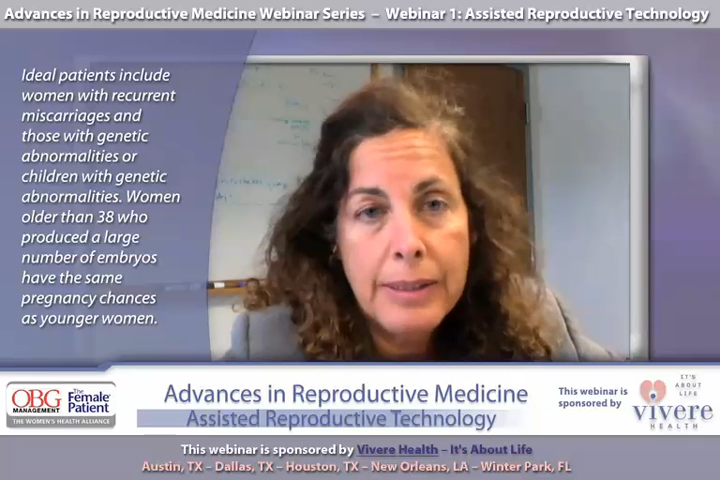 Advances in Reproductive Medicine Webinar Series – Webinar 1: Assisted Reproductive Technology
Ideal patients include
women with recurrent
miscarriages and
those with genetic
abnormalities or
children with genetic
abnormalities. Women
older than 38 who
produced a large
number of embryos
have the same
pregnancy chances
as younger women.
OBG
MANAGEMENT
The
Female
Patient
THE WOMEN'S HEALTH ALLIANCE
Advances in Reproductive Medicine
Assisted Reproductive Technology
This webinar is
sponsored by
IT'S
ABOUT
LIFE
vivere
HEALTH
This webinar is sponsored by Vivere Health – It's About Life
Austin, TX – Dallas, TX – Houston, TX – New Orleans, LA – Winter Park, FL